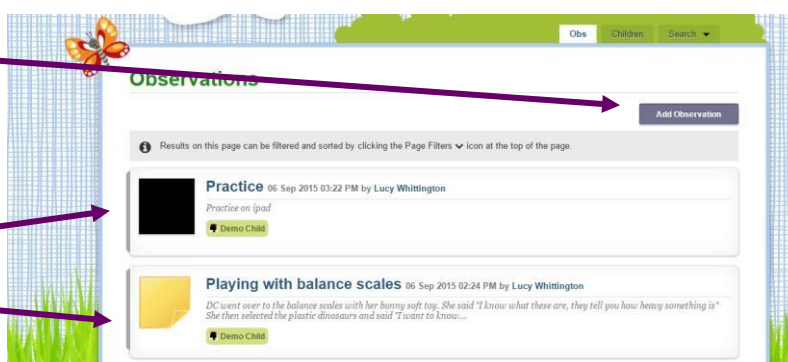 Obs Children Search
Observations
Add Observation
Results on this page can be filtered and sorted by clicking the Page Filters icon at the top of the page.
Practice 06 Sep 2015 03:22 PM by Lucy Whittington
Practice on ipad
Demo Child
Playing with balance scales 06 Sep 2015 02:24 PM by Lucy Whittington
DC went over to the balance scales with her bunny soft toy. She said "I know what these are, they tell you how heavy something is"
She then selected the plastic dinosaurs and said "I want to know...
Demo Child